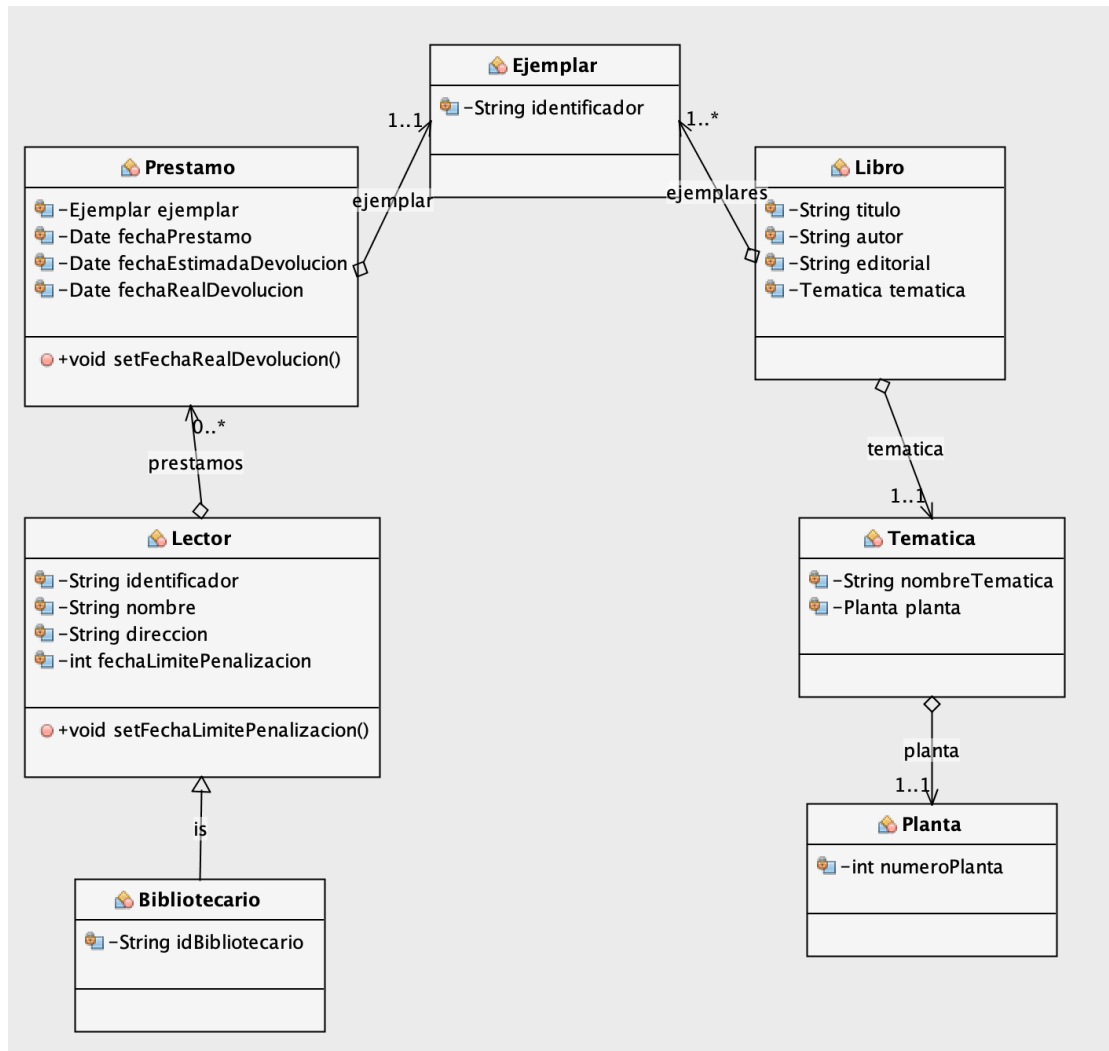 Ejemplar
-String identificador
1..1
1..*
Prestamo
-Ejemplar ejemplar
-Date fechaPrestamo
-Date fechaEstimadaDevolucion
-Date fechaRealDevolucion
+void setFechaRealDevolucion()
ejemplar
ejemplares
Libro
-String titulo
-String autor
-String editorial
-Tematica tematica
0..*
prestamos
tematica
1..1
Lector
-String identificador
-String nombre
-String direccion
-int fechaLimitePenalizacion
+void setFechaLimitePenalizacion()
Tematica
-String nombreTematica
-Planta planta
planta
1..1
is
Planta
-int numeroPlanta
Bibliotecario
-String idBibliotecario